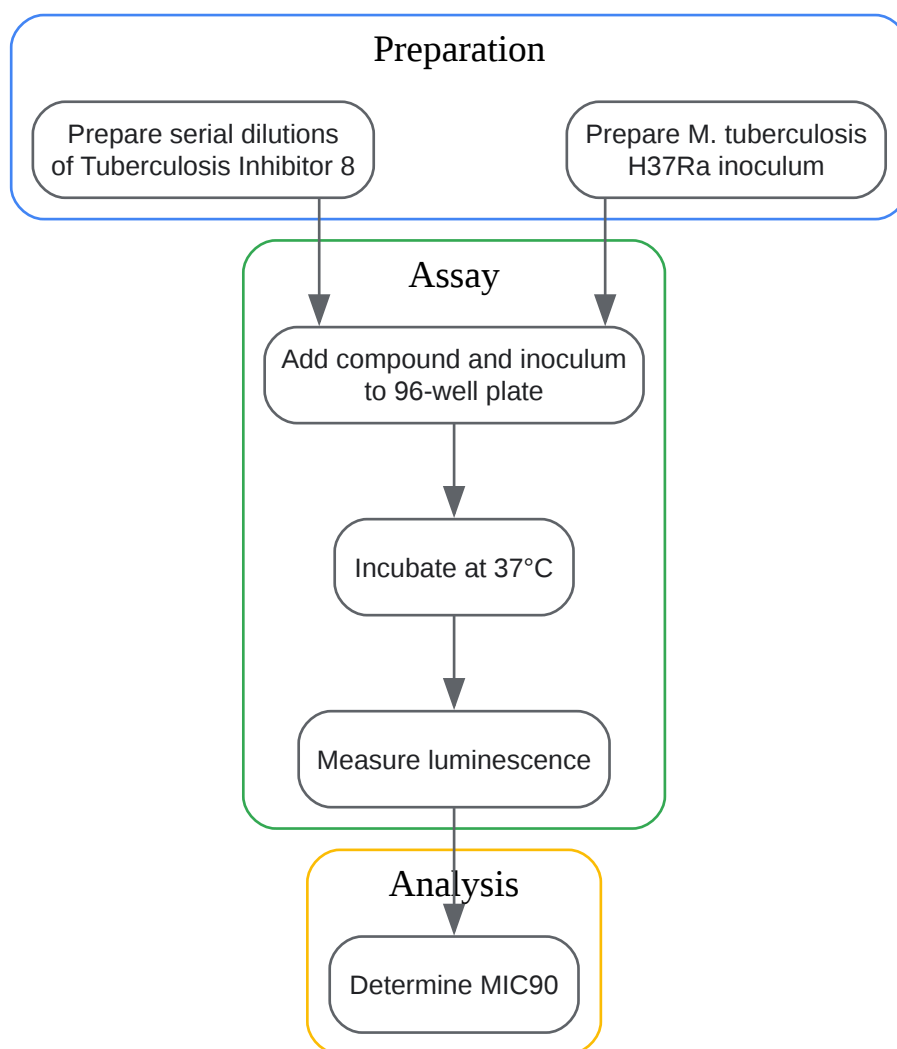 Preparation
Prepare serial dilutions
of Tuberculosis Inhibitor 8
Prepare M. tuberculosis
H37Ra inoculum
Assay
Add compound and inoculum
to 96-well plate
Incubate at 37°C
Measure luminescence
Analysis
Determine MIC90